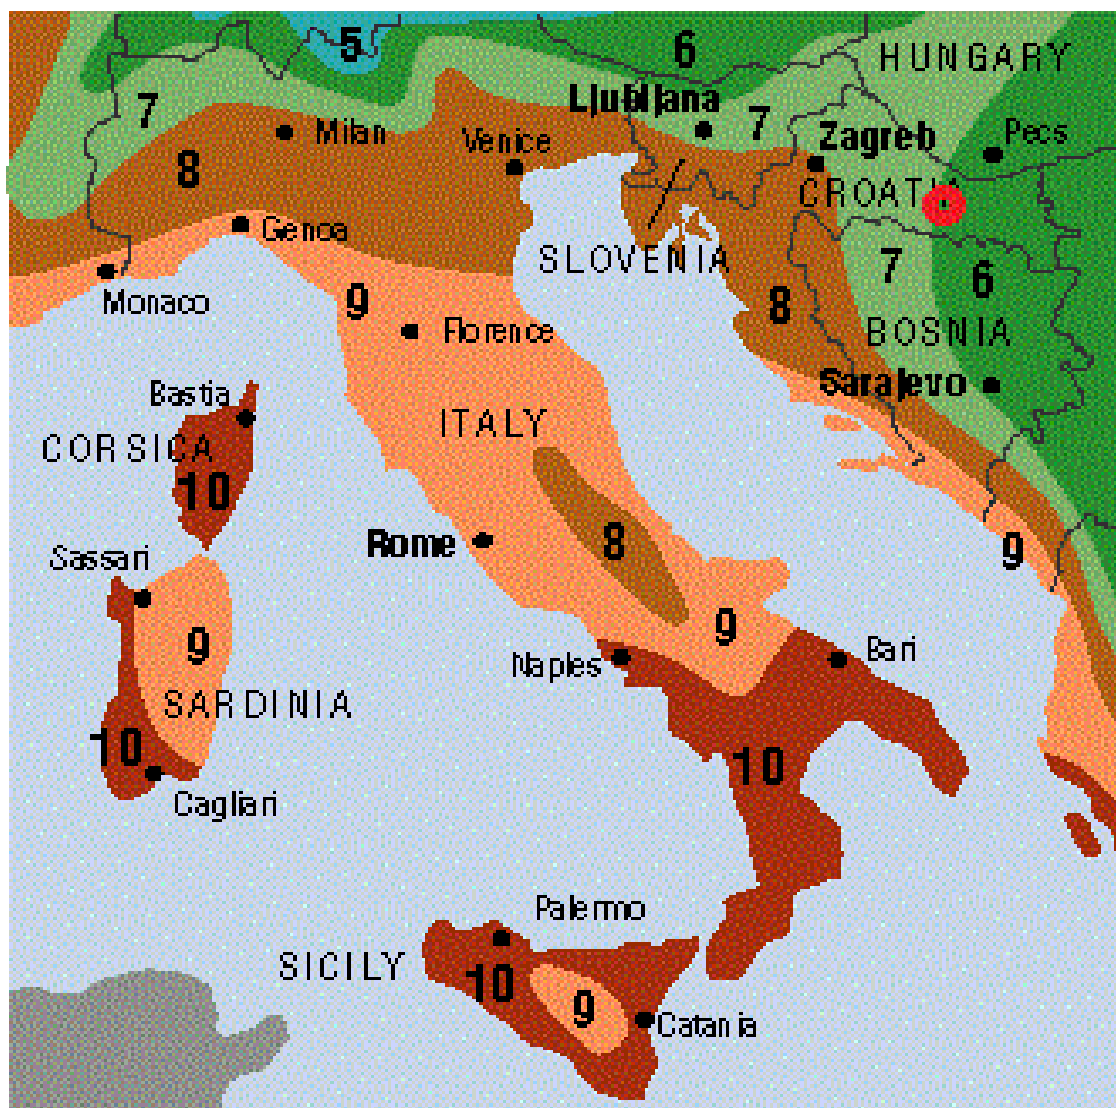 5
6
HUNGARY
7
Ljubljana
7
Milan
Venice
Zagreb
Pecs
8
CROATIA
Genoa
SLOVENIA
7
6
Monaco
9
8
Florence
BOSNIA
Bastia
Sarajevo
ITALY
CORSICA
10
Rome
8
9
Sassari
9
9
Naples
Bari
SARDINIA
10
10
Cagliari
Palermo
SICILY
10
9
Catania